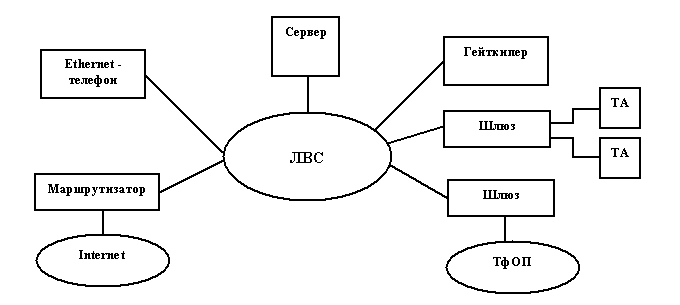 Сервер
Ethernet -
телефон
Гейткипер
ТА
Шлюз
ТА
ЛВС
Маршрутизатор
Шлюз
Internet
ТфОП